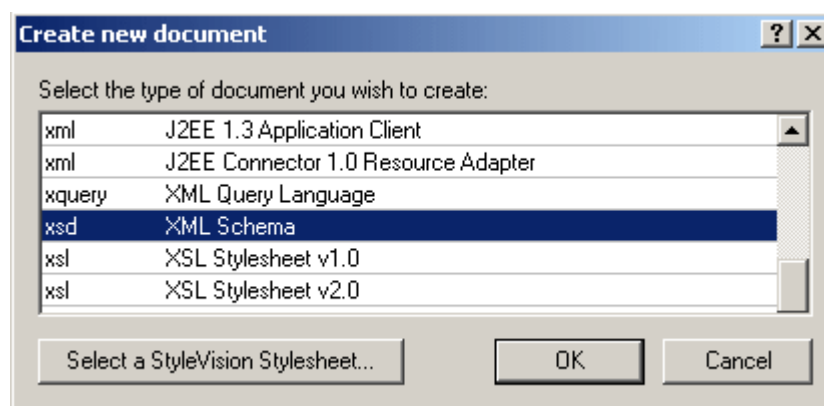 Create new document
Select the type of document you wish to create:
xml J2EE 1.3 Application Client
xml J2EE Connector 1.0 Resource Adapter
xquery XML Query Language
xsd XML Schema
xsl XSL Stylesheet v1.0
xsl XSL Stylesheet v2.0
Select a StyleVision Stylesheet... OK Cancel